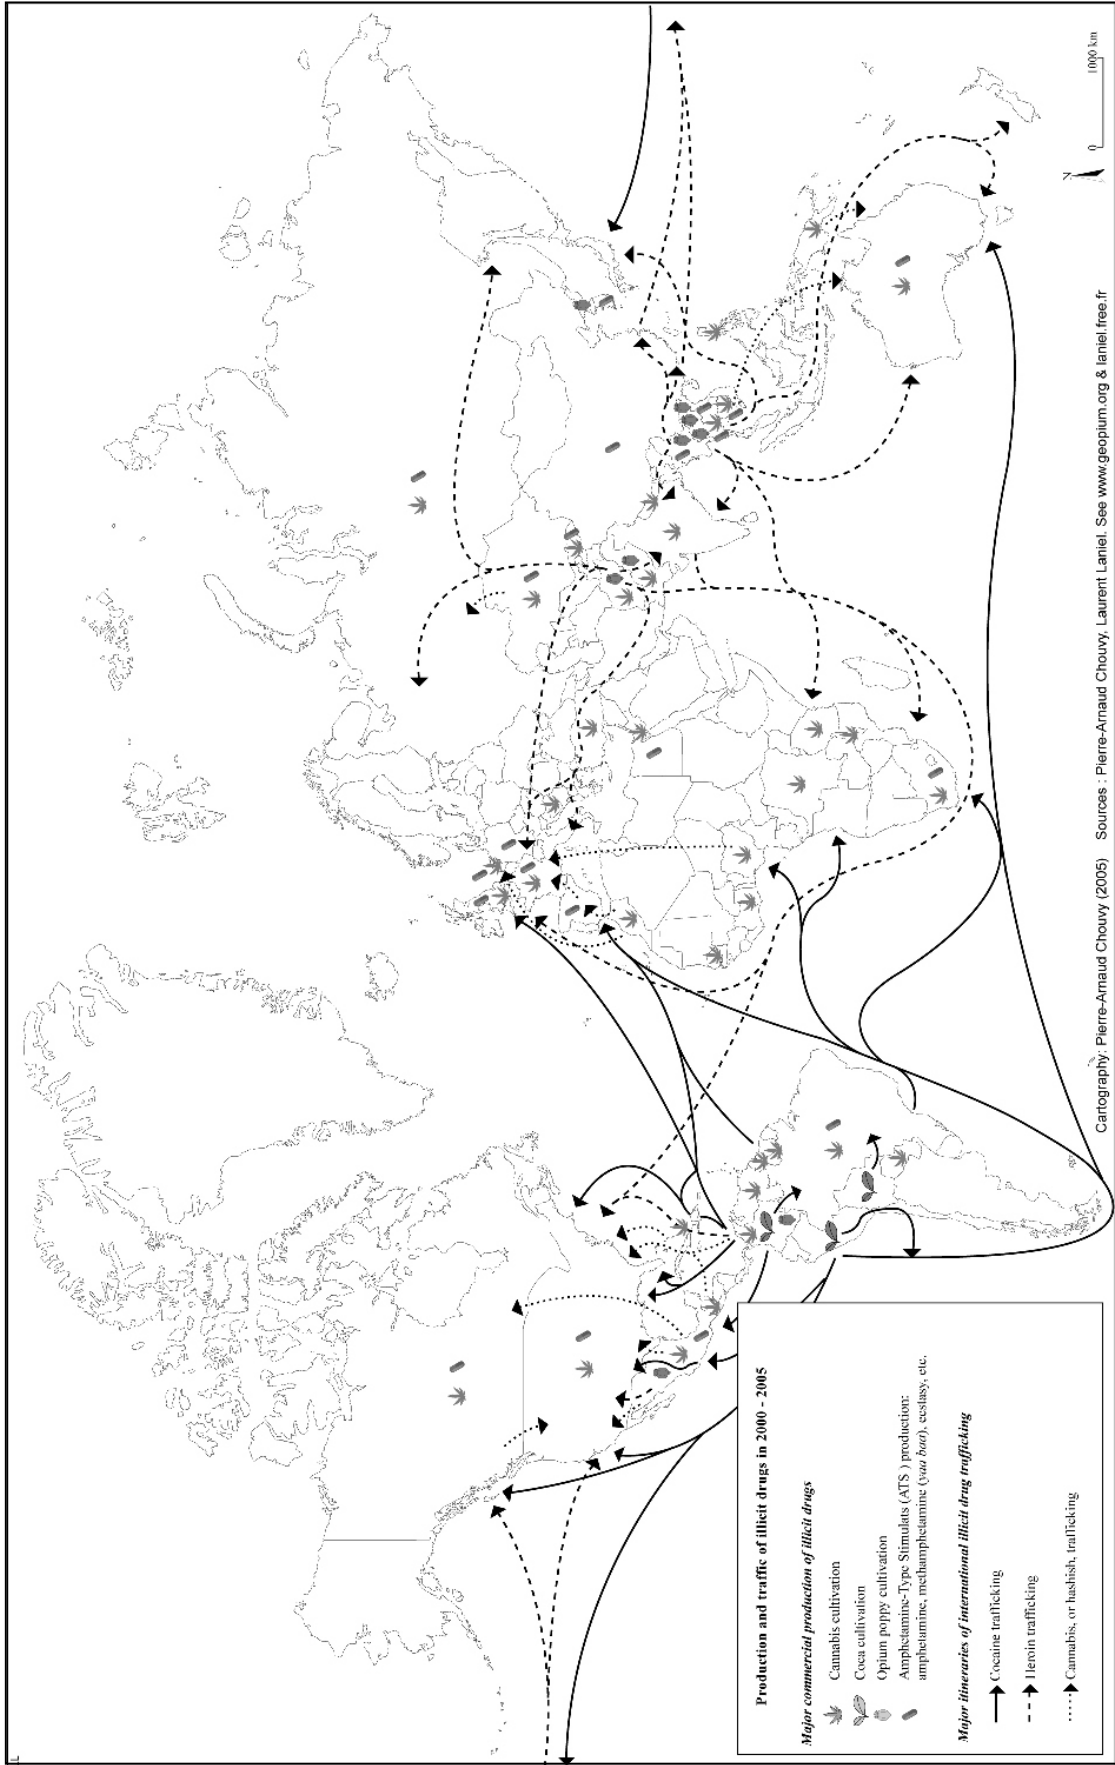 Production and traffic of illicit drugs in 2000 - 2005
Major commercial production of illicit drugs
Cannabis cultivation
Coca cultivation
Opium poppy cultivation
Amphetamine-Type Stimulats (ATS ) production:
amphetamine, methamphetamine (yaa baa), ecstasy, etc.
Major itineraries of international illicit drug trafficking
Cocaine trafficking
Heroin trafficking
Cannabis, or hashish, trafficking
N
0 1000 km
Cartography: Pierre-Arnaud Chouvy (2005) Sources : Pierre-Arnaud Chouvy, Laurent Laniel. See www.geopium.org & laniel.free.fr